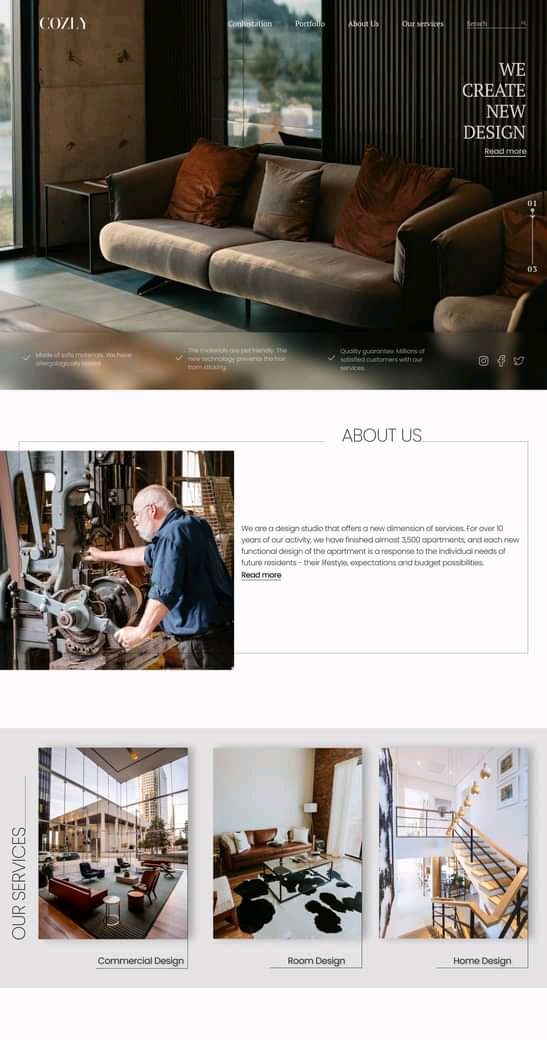 COZLY
Conlustation Portfolio About Us Our services Serach
WE
CREATE
NEW
DESIGN
Read more
01
03
Made of safe materials. We have
allergologically tested
The materials are pet friendly. The
new technology prevents the hair
from sticking.
Quality guarantee. Millions of
satisfied customers with our
services.
ABOUT US
We are a design studio that offers a new dimension of services. For over 10
years of our activity, we have finished almost 3,500 apartments, and each new
functional design of the apartment is a response to the individual needs of
future residents - their lifestyle, expectations and budget possibilities.
Read more
OUR SERVICES
Commercial Design
Room Design
Home Design